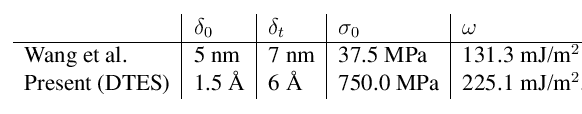 δ₀ δₜ σ₀ ω
Wang et al. 5 nm 7 nm 37.5 MPa 131.3 mJ/m²
Present (DTES) 1.5 Å 6 Å 750.0 MPa 225.1 mJ/m².